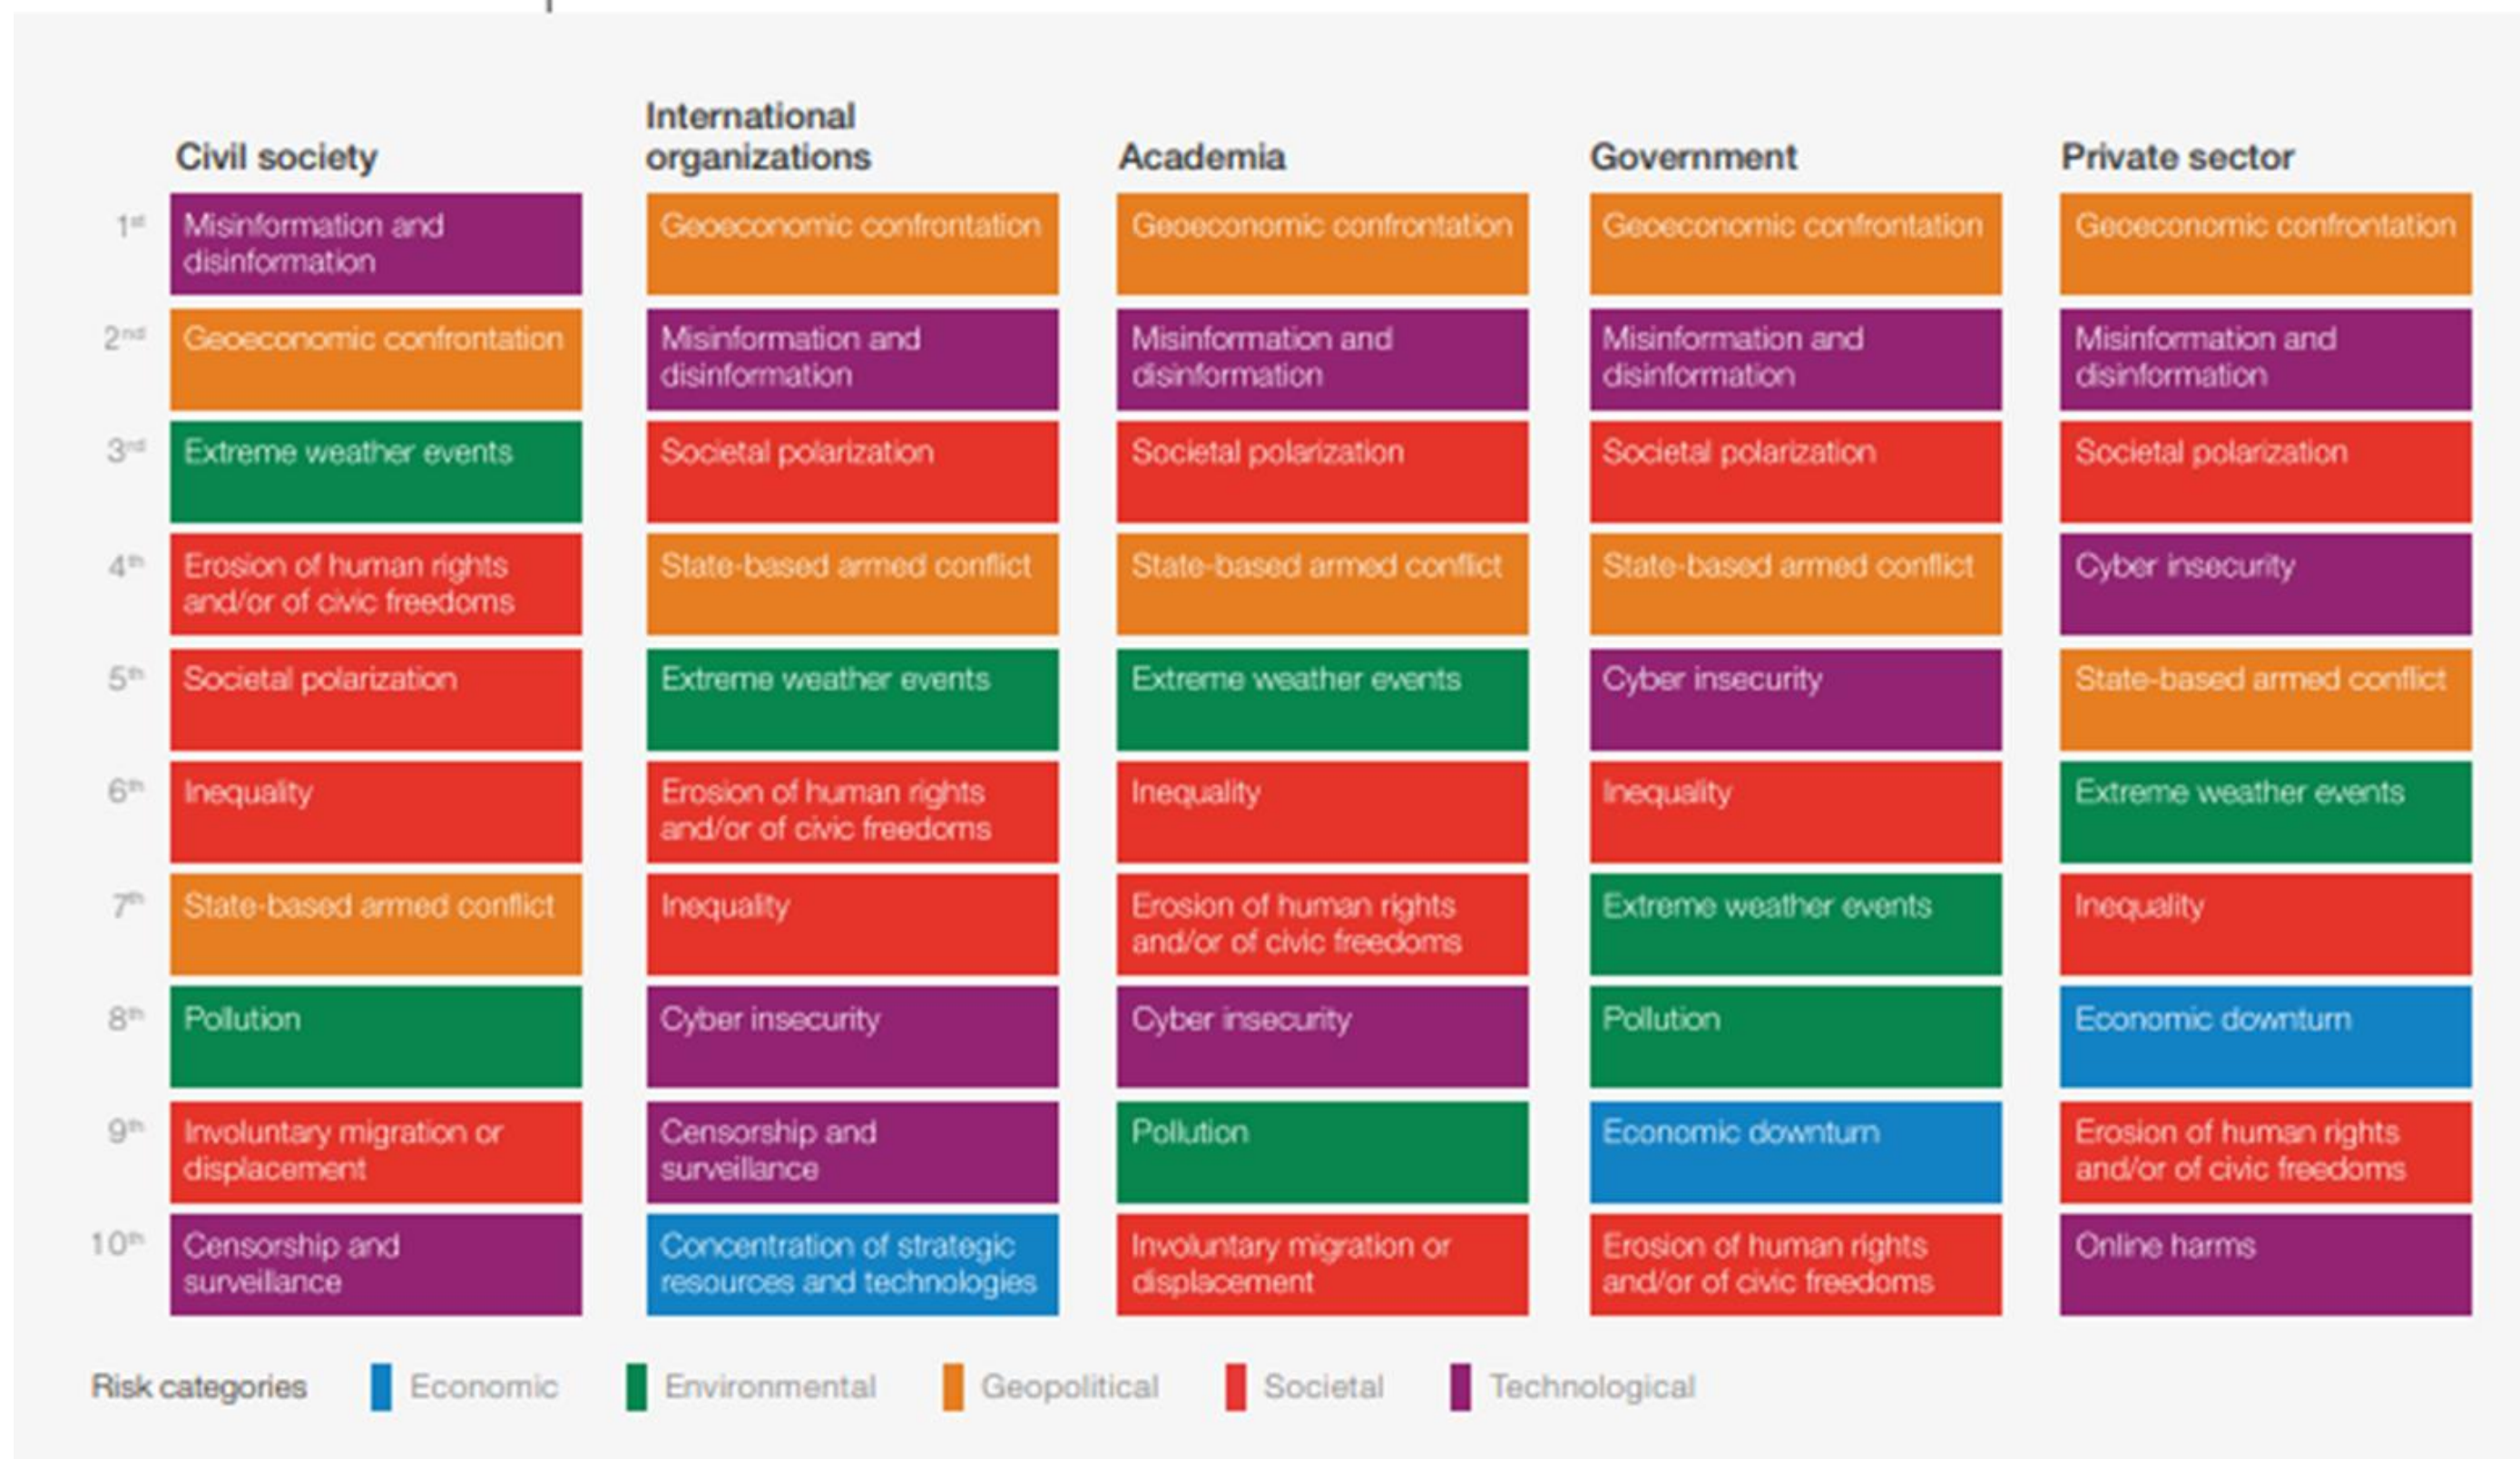 International
Civil society
organizations
Academia
Government
Private sector
1st
Misinformation and
disinformation
Geoeconomic confrontation
Geoeconomic confrontation
Geoeconomic confrontation
Geoeconomic confrontation
2nd
Geoeconomic confrontation
Misinformation and
disinformation
Misinformation and
disinformation
Misinformation and
disinformation
Misinformation and
disinformation
3rd
Extreme weather events
Societal polarization
Societal polarization
Societal polarization
Societal polarization
4th
Erosion of human rights
and/or of civic freedoms
State-based armed conflict
State-based armed conflict
State-based armed conflict
Cyber insecurity
5th
Societal polarization
Extreme weather events
Extreme weather events
Cyber insecurity
State-based armed conflict
6th
Inequality
Erosion of human rights
and/or of civic freedoms
Inequality
Inequality
Extreme weather events
7th
State-based armed conflict
Inequality
Erosion of human rights
and/or of civic freedoms
Extreme weather events
Inequality
8th
Pollution
Cyber insecurity
Cyber insecurity
Pollution
Economic downturn
9th
Involuntary migration or
displacement
Censorship and
surveillance
Pollution
Economic downturn
Erosion of human rights
and/or of civic freedoms
10th
Censorship and
surveillance
Concentration of strategic
resources and technologies
Involuntary migration or
displacement
Erosion of human rights
and/or of civic freedoms
Online harms
Risk categories
Economic
Environmental
Geopolitical
Societal
Technological